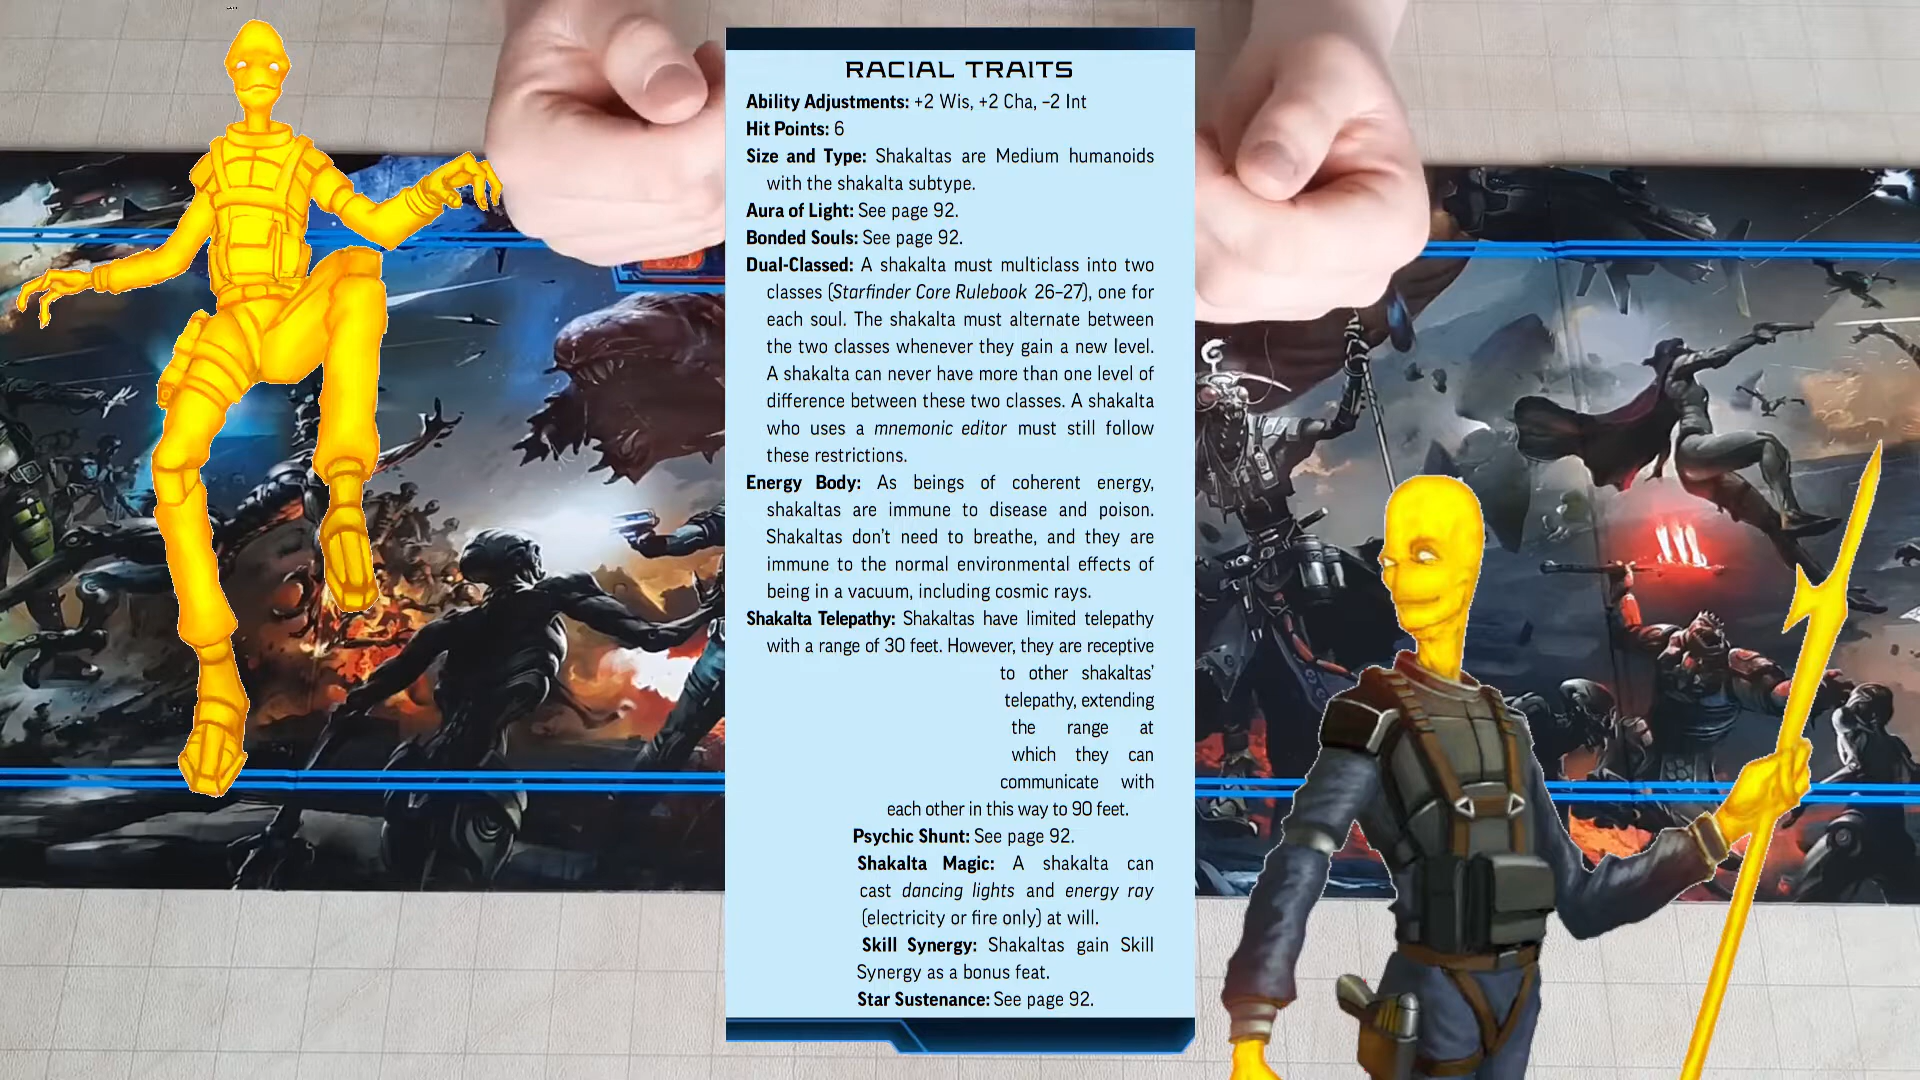 RACIAL TRAITS
Ability Adjustments: +2 Wis, +2 Cha, –2 Int
Hit Points: 6
Size and Type: Shakaltas are Medium humanoids
with the shakalta subtype.
Aura of Light: See page 92.
Bonded Souls: See page 92.
Dual-Classed: A shakalta must multiclass into two
classes (Starfinder Core Rulebook 26–27), one for
each soul. The shakalta must alternate between
the two classes whenever they gain a new level.
A shakalta can never have more than one level of
difference between these two classes. A shakalta
who uses a mnemonic editor must still follow
these restrictions.
Energy Body: As beings of coherent energy,
shakaltas are immune to disease and poison.
Shakaltas don't need to breathe, and they are
immune to the normal environmental effects of
being in a vacuum, including cosmic rays.
Shakalta Telepathy: Shakaltas have limited telepathy
with a range of 30 feet. However, they are receptive
to other shakaltas'
telepathy, extending
the range at
which they can
communicate with
each other in this way to 90 feet.
Psychic Shunt: See page 92.
Shakalta Magic: A shakalta can
cast dancing lights and energy ray
(electricity or fire only) at will.
Skill Synergy: Shakaltas gain Skill
Synergy as a bonus feat.
Star Sustenance: See page 92.